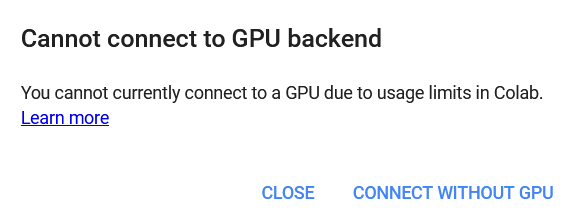 Cannot connect to GPU backend
You cannot currently connect to a GPU due to usage limits in Colab.
Learn more
CLOSE CONNECT WITHOUT GPU